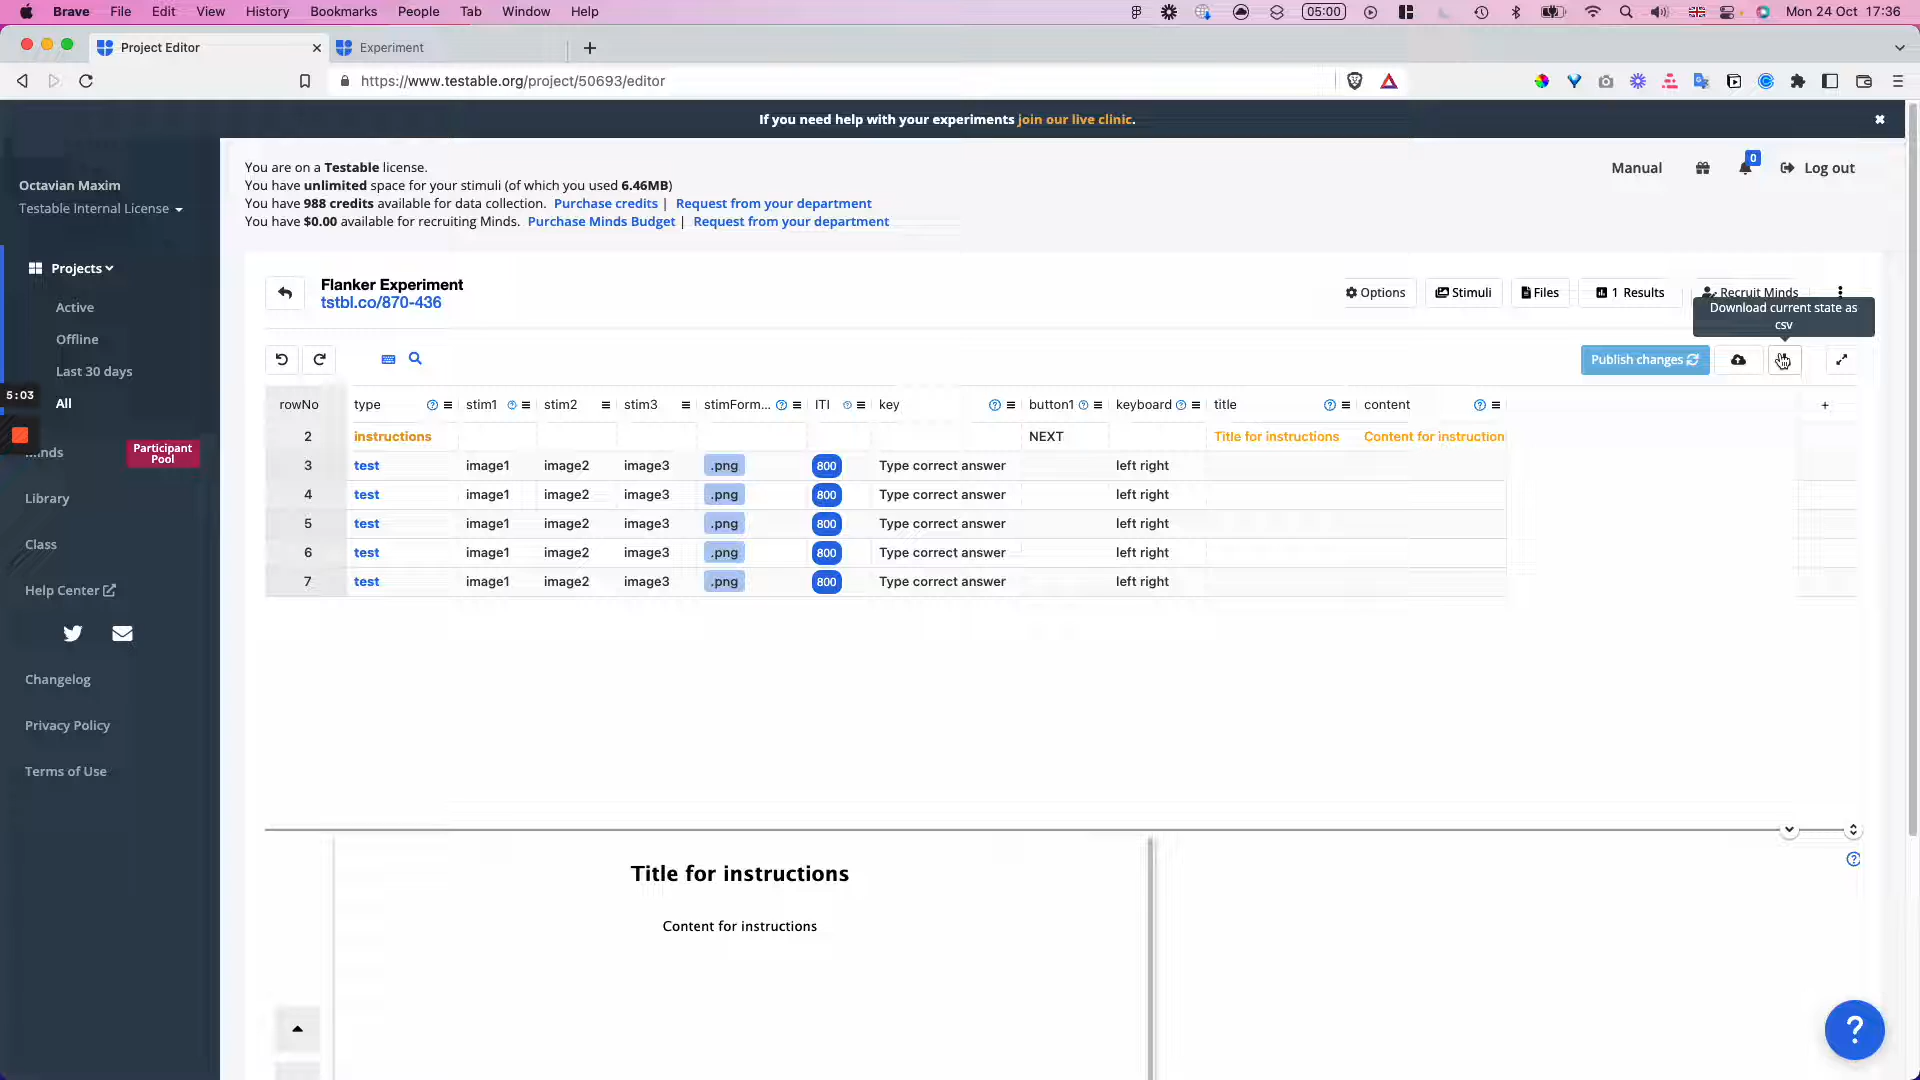 Brave File Edit View History Bookmarks People Tab Window Help 05:00 Mon 24 Oct 17:36
Project Editor Experiment
https://www.testable.org/project/50693/editor
If you need help with your experiments join our live clinic.
Octavian Maxim
Testable Internal License
Projects
Active
Offline
Last 30 days
5:03
All
inds
Participant
Pool
Library
Class
Help Center
Changelog
Privacy Policy
Terms of Use
You are on a Testable license.
You have unlimited space for your stimuli (of which you used 6.46MB)
You have 988 credits available for data collection. Purchase credits | Request from your department
You have $0.00 available for recruiting Minds. Purchase Minds Budget | Request from your department
Manual 0 Log out
Flanker Experiment
tstbl.co/870-436
Options Stimuli Files 1 Results Recruit Minds
Download current state as
csv
Publish changes
rowNo type stim1 stim2 stim3 stimForm... ITI key button1 keyboard title content
2 instructions NEXT Title for instructions Content for instruction
3 test image1 image2 image3 .png 800 Type correct answer left right
4 test image1 image2 image3 .png 800 Type correct answer left right
5 test image1 image2 image3 .png 800 Type correct answer left right
6 test image1 image2 image3 .png 800 Type correct answer left right
7 test image1 image2 image3 .png 800 Type correct answer left right
Title for instructions
Content for instructions